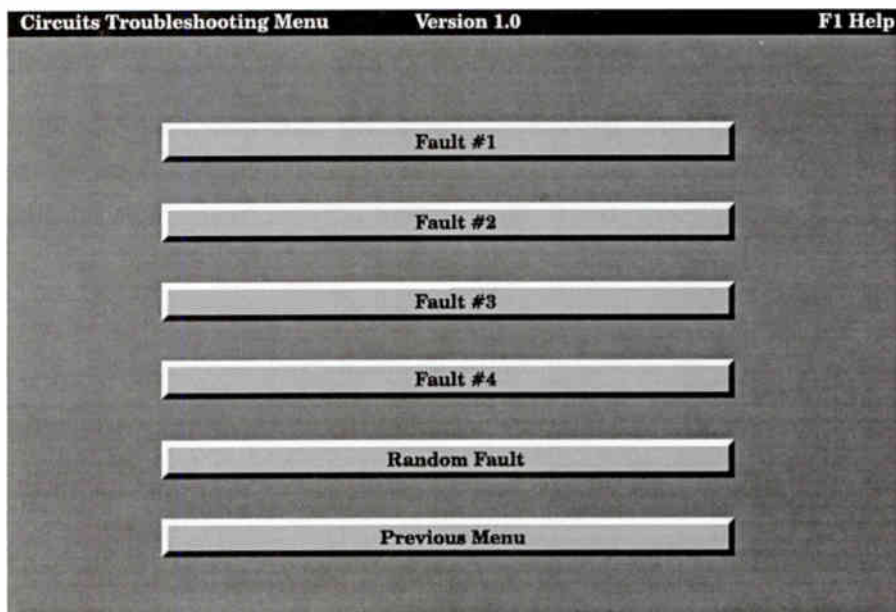 Circuits Troubleshooting Menu Version 1.0 F1 Help
Fault #1
Fault #2
Fault #3
Fault #4
Random Fault
Previous Menu